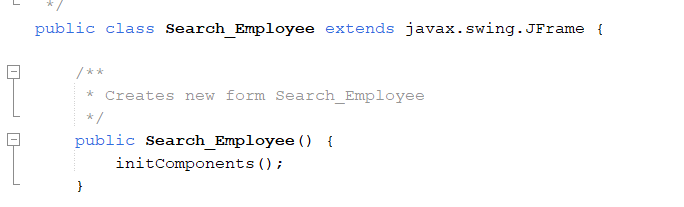 */
public class Search_Employee extends javax.swing.JFrame {
/**
* Creates new form Search_Employee
*/
public Search_Employee() {
initComponents();
}